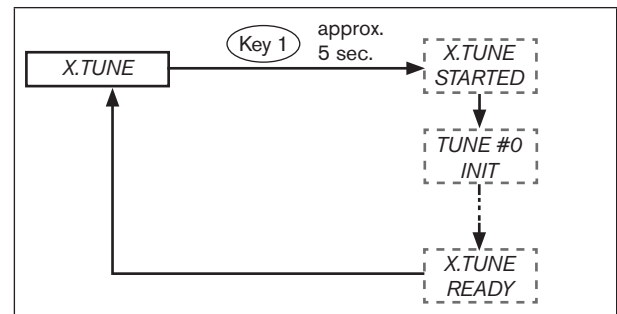 X.TUNE
Key 1
approx.
5 sec.
X.TUNE
STARTED
TUNE #0
INIT
X.TUNE
READY